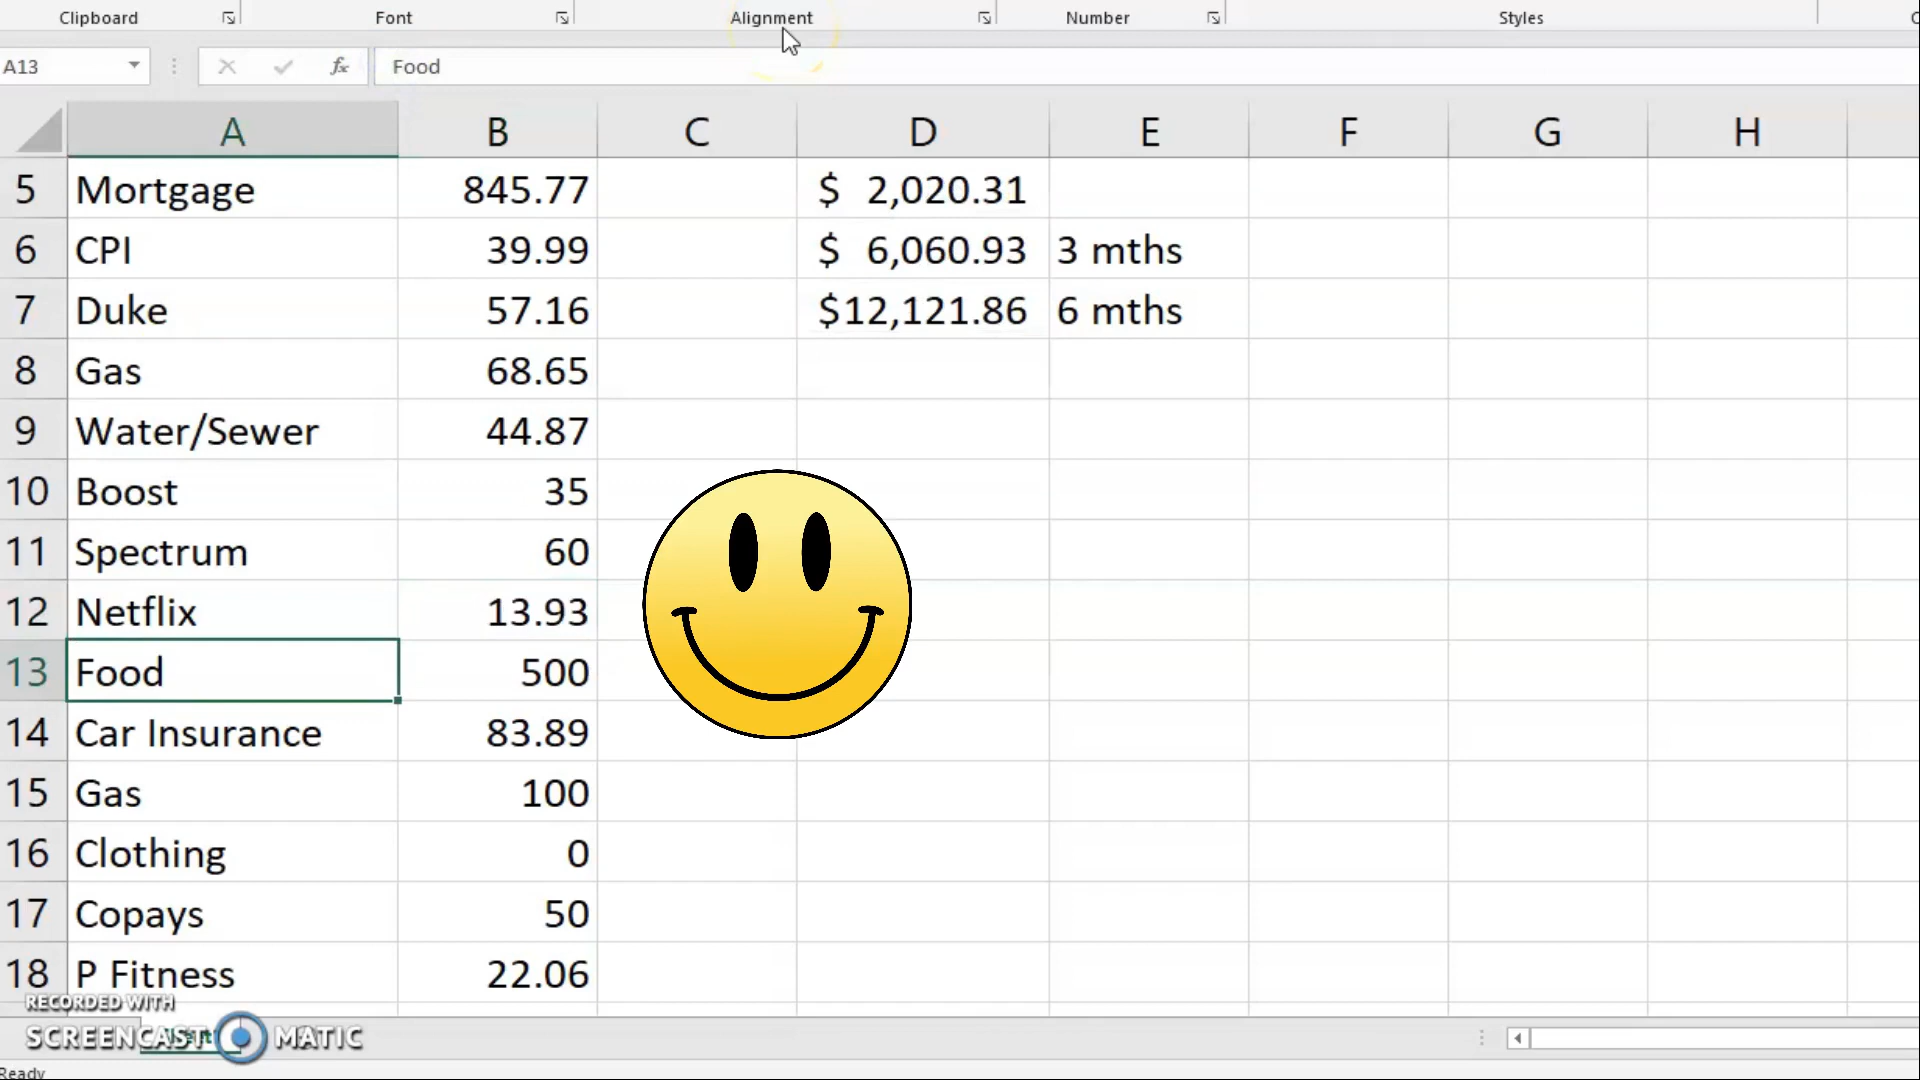 Clipboard Font Alignment Number Styles
A13 fx Food
A B C D E F G H
5 Mortgage 845.77 $ 2,020.31
6 CPI 39.99 $ 6,060.93 3 mths
7 Duke 57.16 $12,121.86 6 mths
8 Gas 68.65
9 Water/Sewer 44.87
10 Boost 35
11 Spectrum 60
12 Netflix 13.93
13 Food 500
14 Car Insurance 83.89
15 Gas 100
16 Clothing 0
17 Copays 50
18 P Fitness 22.06
RECORDED WITH
SCREENCAST MATIC
Ready